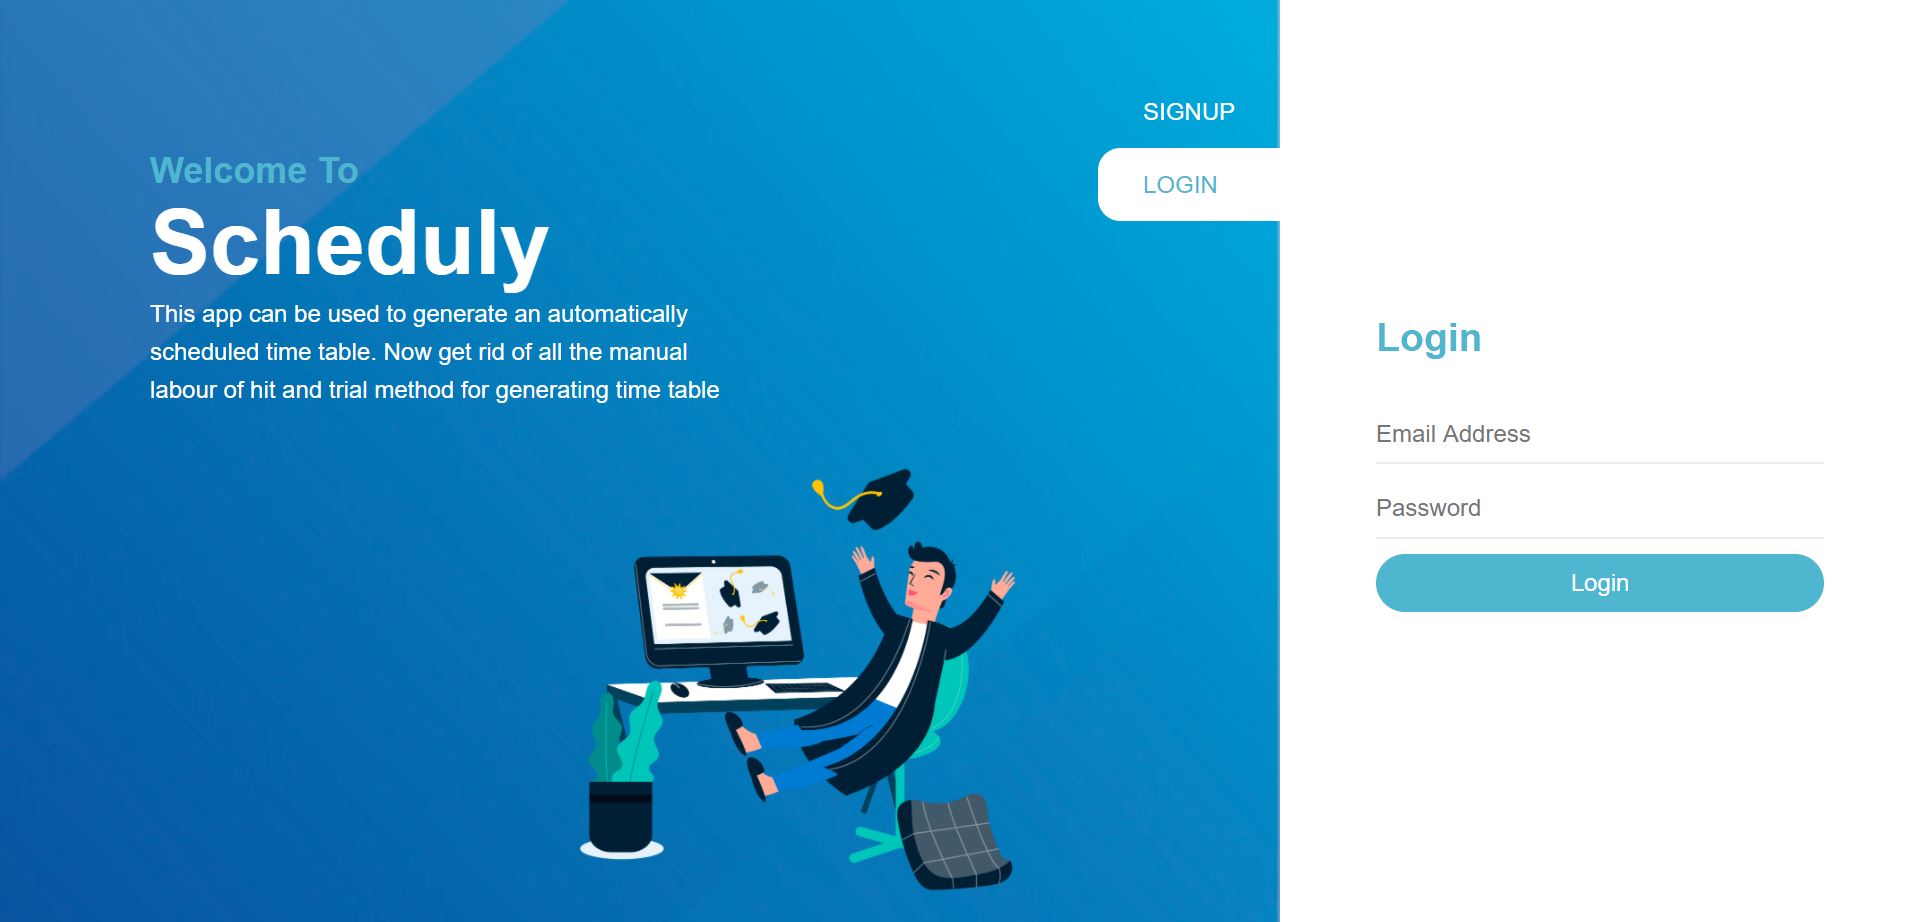 SIGNUP
LOGIN
Welcome To
Scheduly
This app can be used to generate an automatically
scheduled time table. Now get rid of all the manual
labour of hit and trial method for generating time table
Login
Email Address
Password
Login